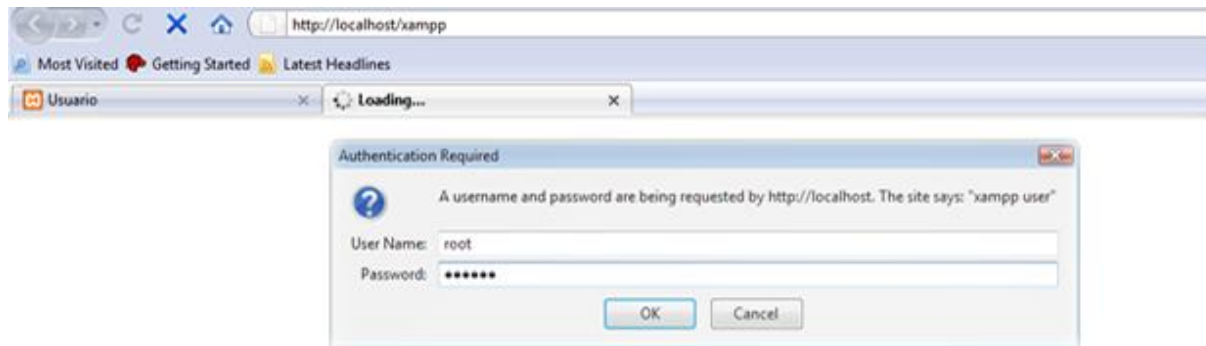 http://localhost/xampp
Most Visited Getting Started Latest Headlines
Usuario Loading...
Authentication Required
A username and password are being requested by http://localhost. The site says: "xampp user"
User Name: root
Password: ••••••
OK Cancel